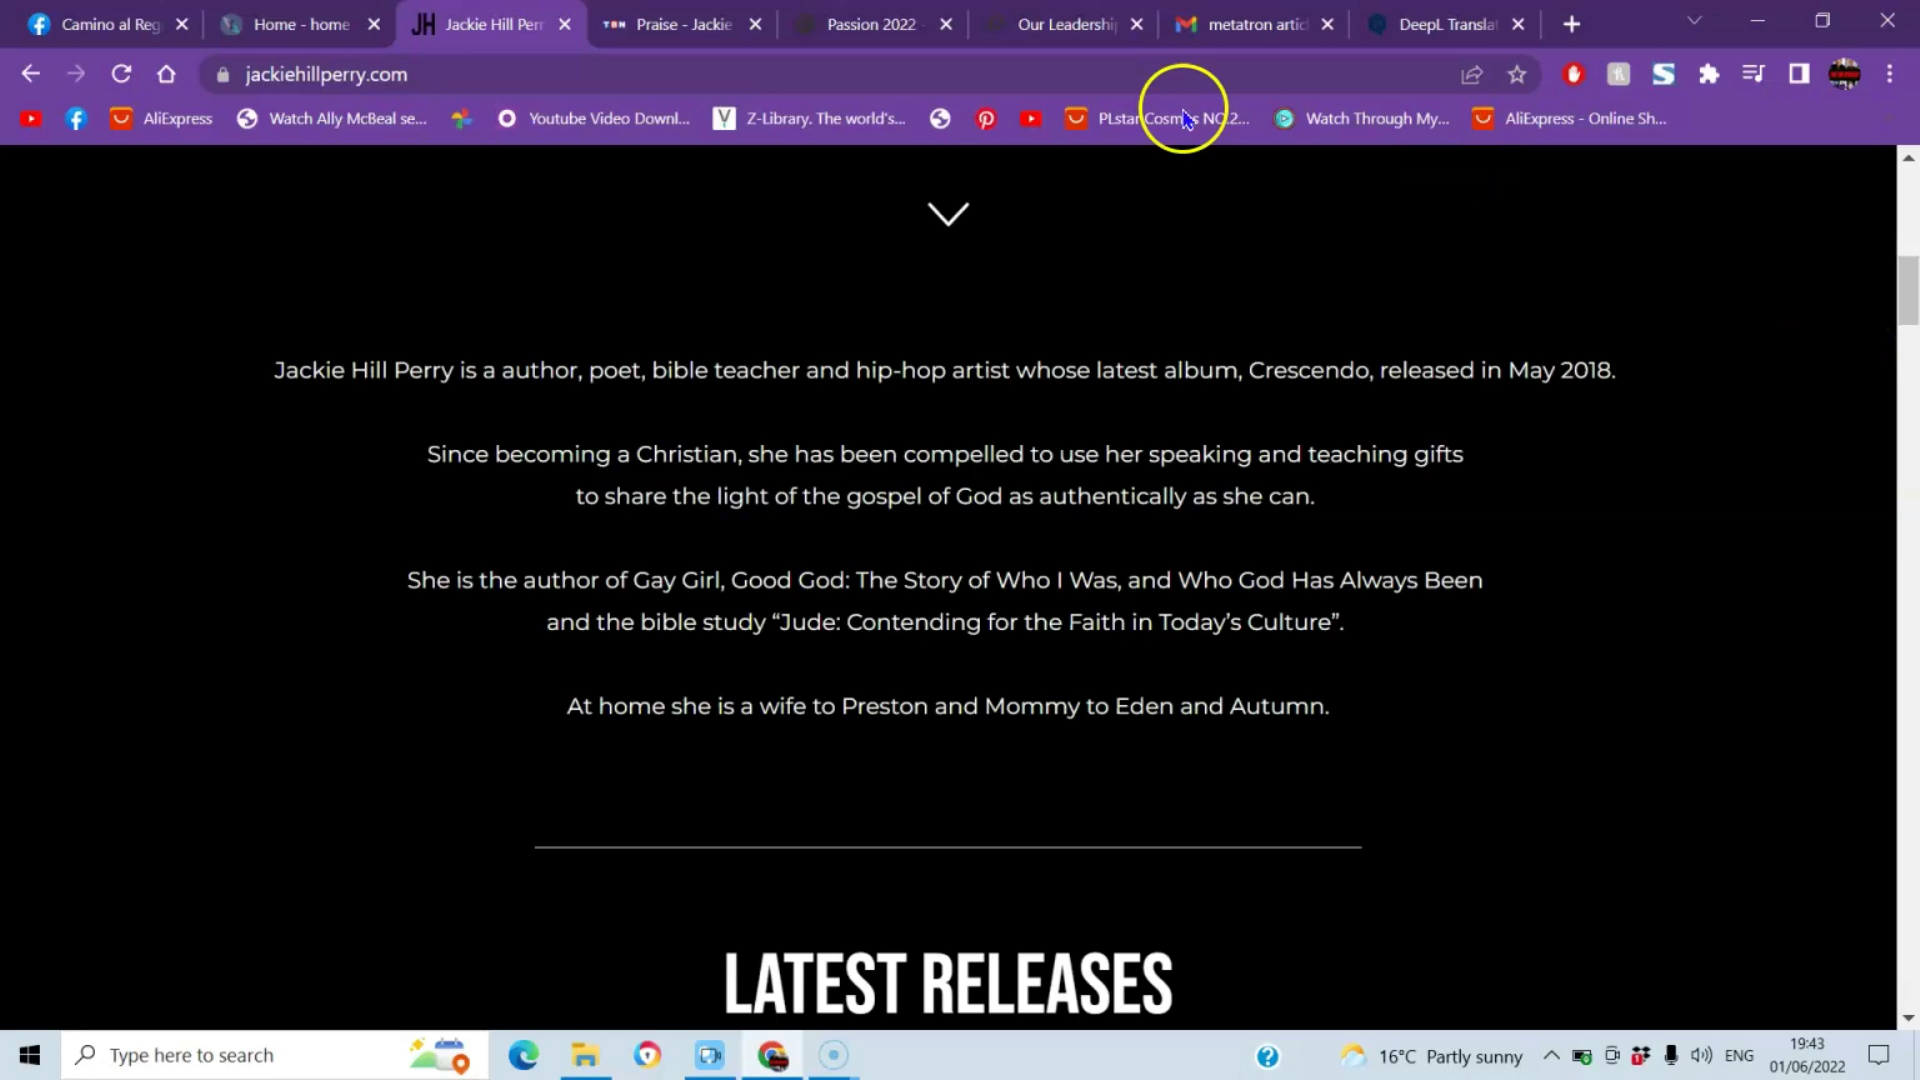 Camino al Reg
Home - home
JH Jackie Hill Perr
TBN Praise - Jackie
Passion 2022 -
Our Leadership
metatron artic
DeepL Translat
jackiehillperry.com
AliExpress
Watch Ally McBeal se...
Youtube Video Downl...
Z-Library. The world's...
PLstar Cosmos NO.2...
Watch Through My...
AliExpress - Online Sh...
Jackie Hill Perry is a author, poet, bible teacher and hip-hop artist whose latest album, Crescendo, released in May 2018.
Since becoming a Christian, she has been compelled to use her speaking and teaching gifts
to share the light of the gospel of God as authentically as she can.
She is the author of Gay Girl, Good God: The Story of Who I Was, and Who God Has Always Been
and the bible study “Jude: Contending for the Faith in Today’s Culture”.
At home she is a wife to Preston and Mommy to Eden and Autumn.
LATEST RELEASES
Type here to search
16°C Partly sunny
ENG
19:43
01/06/2022